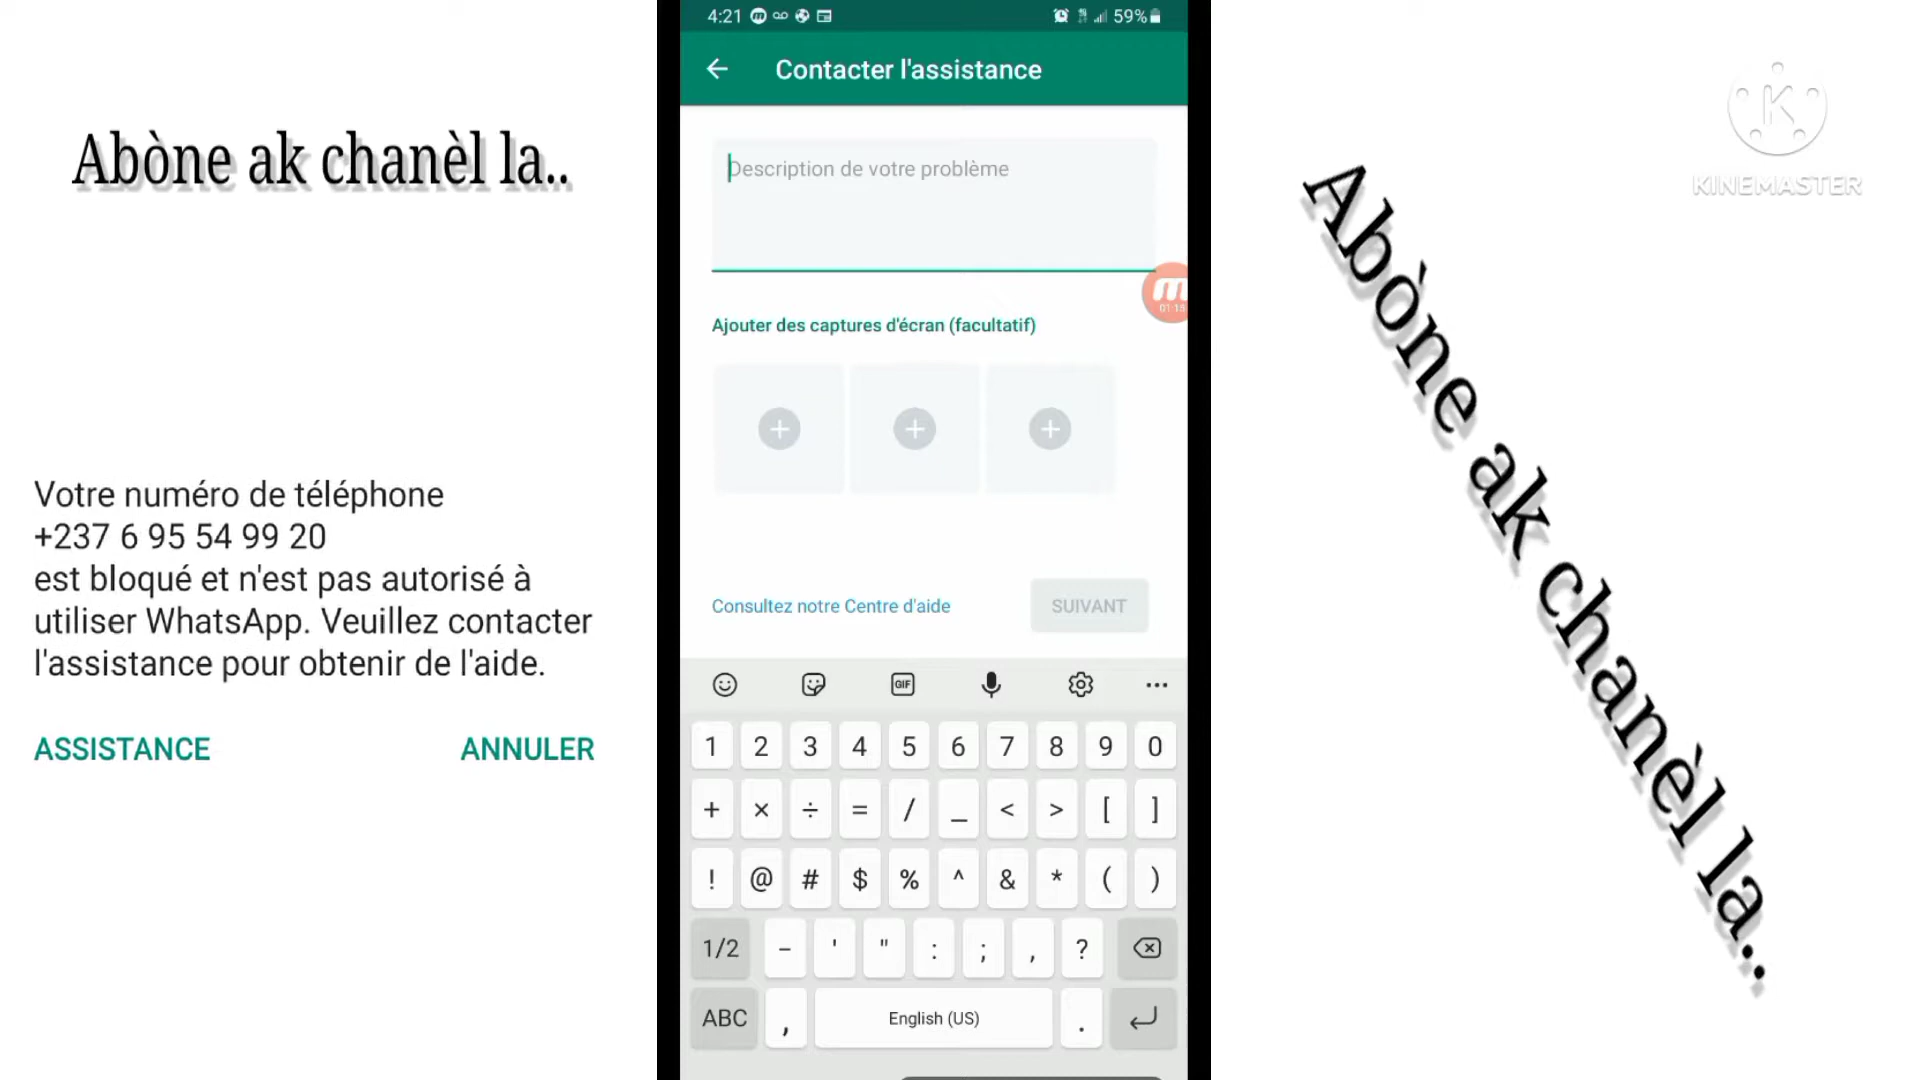 Abòne ak chanèl la..
Votre numéro de téléphone
+237 6 95 54 99 20
est bloqué et n'est pas autorisé à
utiliser WhatsApp. Veuillez contacter
l'assistance pour obtenir de l'aide.
ASSISTANCE ANNULER
4:21 59%
Contacter l'assistance
Description de votre problème
01:15
Ajouter des captures d'écran (facultatif)
Consultez notre Centre d'aide SUIVANT
GIF
1 2 3 4 5 6 7 8 9 0
+ × ÷ = / _ < > [ ]
! @ # $ % ^ & * ( )
1/2 - ' " : ; , ?
ABC , English (US) .
K
KINEMASTER
Abòne ak chanèl la..